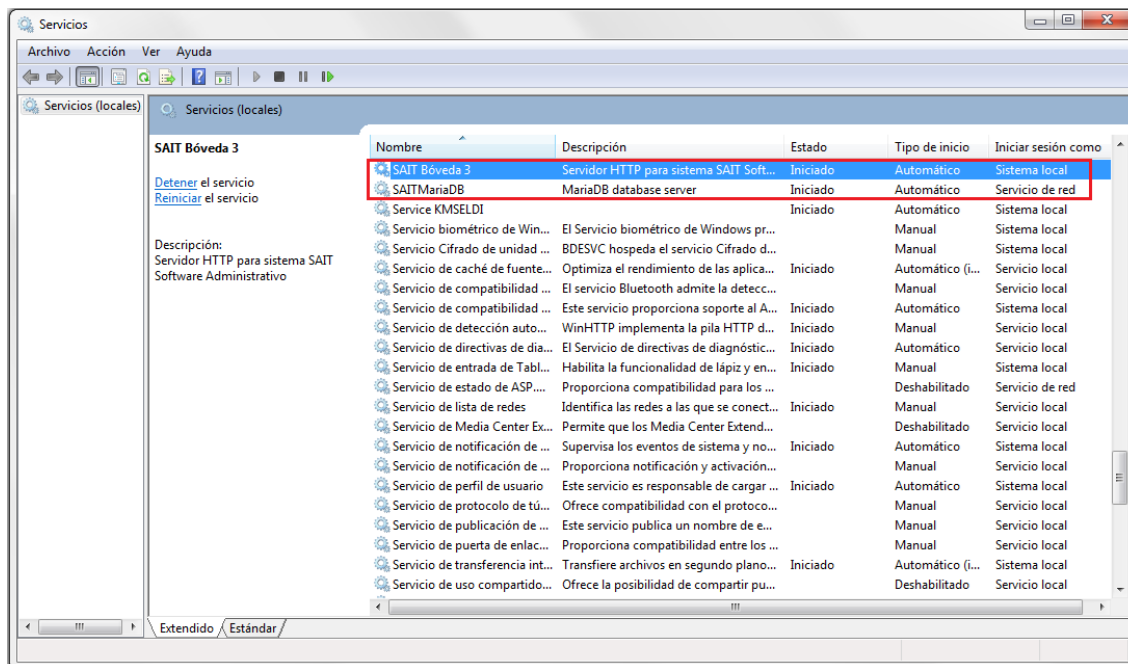 Servicios
Archivo Acción Ver Ayuda
Servicios (locales)
Servicios (locales)
SAIT Bóveda 3
Detener el servicio
Reiniciar el servicio
Descripción:
Servidor HTTP para sistema SAIT
Software Administrativo
Nombre Descripción Estado Tipo de inicio Iniciar sesión como
SAIT Bóveda 3 Servidor HTTP para sistema SAIT Soft... Iniciado Automático Sistema local
SAITMariaDB MariaDB database server Iniciado Automático Servicio de red
Service KMSELDI Iniciado Automático Sistema local
Servicio biométrico de Win... El Servicio biométrico de Windows pr... Manual Sistema local
Servicio Cifrado de unidad ... BDESVC hospeda el servicio Cifrado d... Manual Sistema local
Servicio de caché de fuente... Optimiza el rendimiento de las aplica... Iniciado Automático (i... Servicio local
Servicio de compatibilidad ... El servicio Bluetooth admite la detecc... Manual Servicio local
Servicio de compatibilidad ... Este servicio proporciona soporte al A... Iniciado Automático Sistema local
Servicio de detección auto... WinHTTP implementa la pila HTTP d... Iniciado Manual Servicio local
Servicio de directivas de dia... El Servicio de directivas de diagnóstic... Iniciado Automático Servicio local
Servicio de entrada de Tabl... Habilita la funcionalidad de lápiz y en... Iniciado Manual Sistema local
Servicio de estado de ASP.... Proporciona compatibilidad para los ... Deshabilitado Servicio de red
Servicio de lista de redes Identifica las redes a las que se conect... Iniciado Manual Servicio local
Servicio de Media Center Ex... Permite que los Media Center Extend... Deshabilitado Servicio local
Servicio de notificación de ... Supervisa los eventos de sistema y no... Iniciado Automático Sistema local
Servicio de notificación de ... Proporciona notificación y activación... Manual Servicio local
Servicio de perfil de usuario Este servicio es responsable de cargar ... Iniciado Automático Sistema local
Servicio de protocolo de tú... Ofrece compatibilidad con el protoco... Manual Servicio local
Servicio de publicación de ... Este servicio publica un nombre de e... Manual Servicio local
Servicio de puerta de enlac... Proporciona compatibilidad entre los ... Manual Servicio local
Servicio de transferencia int... Transfiere archivos en segundo plano... Iniciado Automático (i... Sistema local
Servicio de uso compartido... Ofrece la posibilidad de compartir pu... Deshabilitado Servicio local
Extendido Estándar